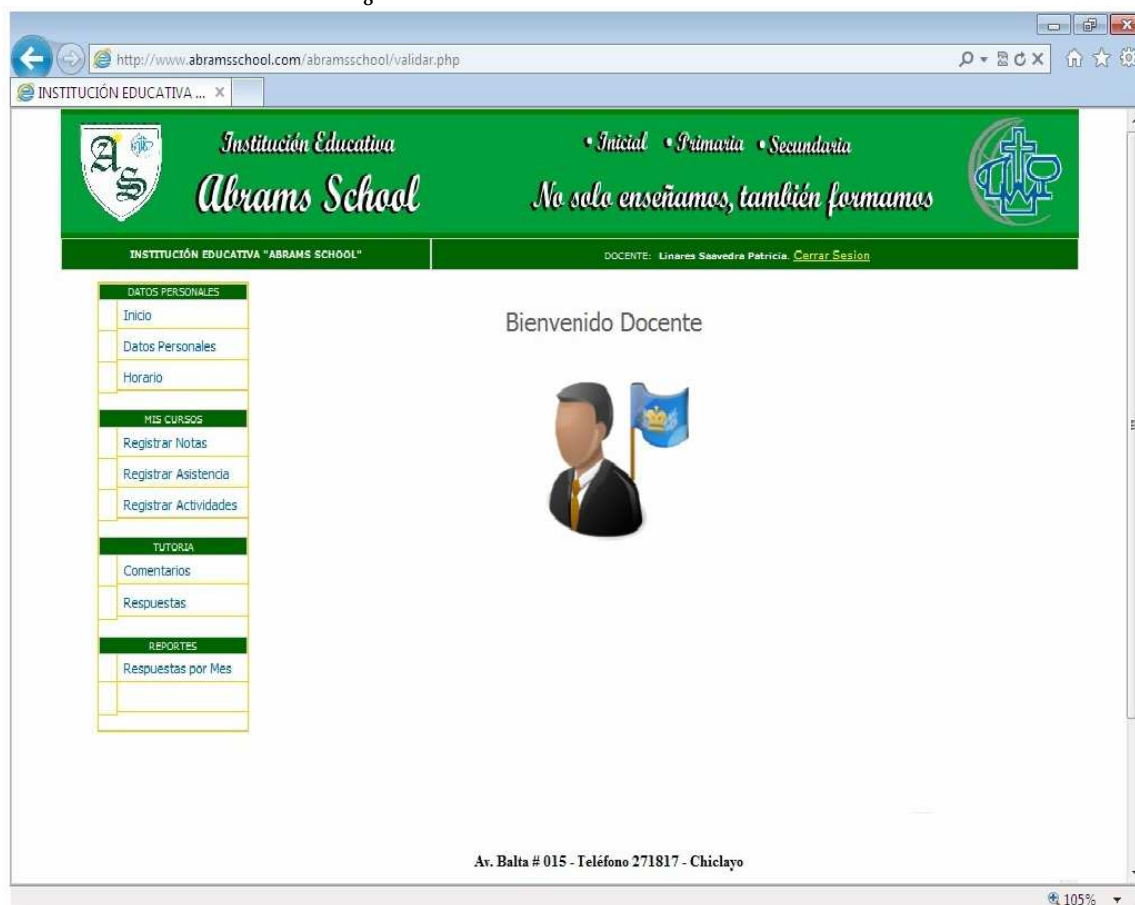 http://www.abramsschool.com/abramsschool/validar.php
INSTITUCIÓN EDUCATIVA ...
AS
Institución Educativa
Abrams School
• Inicial • Primaria • Secundaria
No solo enseñamos, también formamos
INSTITUCIÓN EDUCATIVA "ABRAMS SCHOOL"
DOCENTE: Linares Saavedra Patricia. Cerrar Sesion
DATOS PERSONALES
Inicio
Datos Personales
Horario
MIS CURSOS
Registrar Notas
Registrar Asistencia
Registrar Actividades
TUTORIA
Comentarios
Respuestas
REPORTES
Respuestas por Mes
Bienvenido Docente
Av. Balta # 015 - Teléfono 271817 - Chiclayo
105%